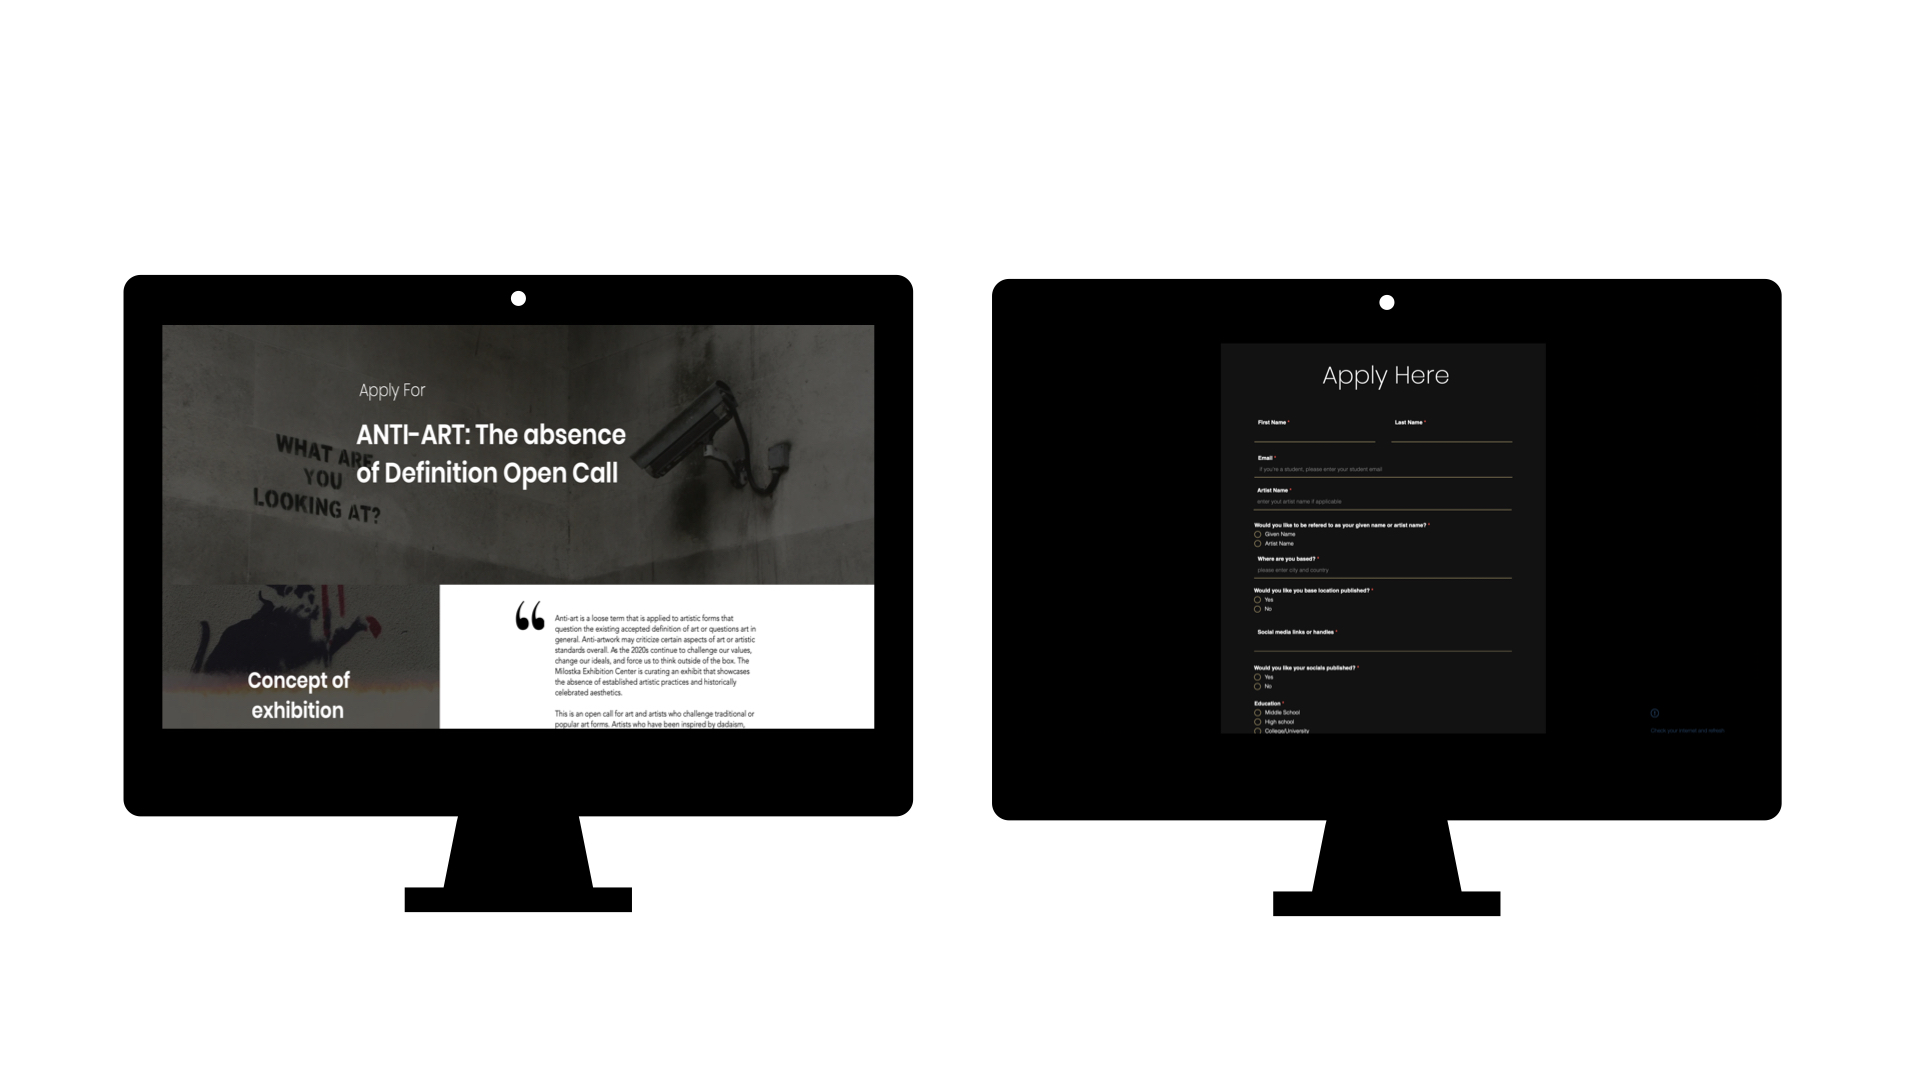 Apply For
ANTI-ART: The absence
of Definition Open Call
WHAT ARE
YOU
LOOKING AT?
Concept of
exhibition
“
Anti-art is a loose term that is applied to artistic forms that
question the existing accepted definition of art or questions art in
general. Anti-artwork may criticize certain aspects of art or artistic
standards overall. As the 2020s continue to challenge our values,
change our ideals, and force us to think outside of the box. The
Milostka Exhibition Center is curating an exhibit that showcases
the absence of established artistic practices and historically
celebrated aesthetics.
This is an open call for art and artists who challenge traditional or
popular art forms. Artists who have been inspired by dadaism,
Apply Here
First Name * Last Name *
Email *
If you're a student, please enter your student email
Artist Name *
enter yout artist name if applicable
Would you like to be refered to as your given name or artist name? *
Given Name
Artist Name
Where are you based? *
please enter city and country
Would you like you base location published? *
Yes
No
Social media links or handles *
Would you like your socials published? *
Yes
No
Education *
Middle School
High school
College/University
Check your internet and refresh